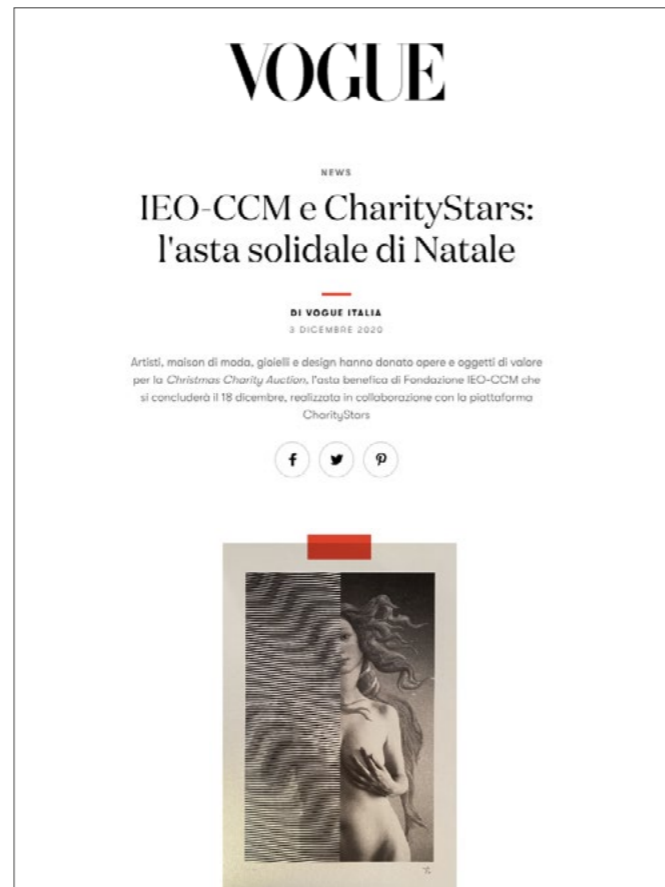 VOGUE
NEWS
IEO-CCM e CharityStars:
l'asta solidale di Natale
DI VOGUE ITALIA
3 DICEMBRE 2020
Artisti, maison di moda, gioielli e design hanno donato opere e oggetti di valore
per la Christmas Charity Auction, l'asta benefica di Fondazione IEO-CCM che
si concluderà il 18 dicembre, realizzata in collaborazione con la piattaforma
CharityStars